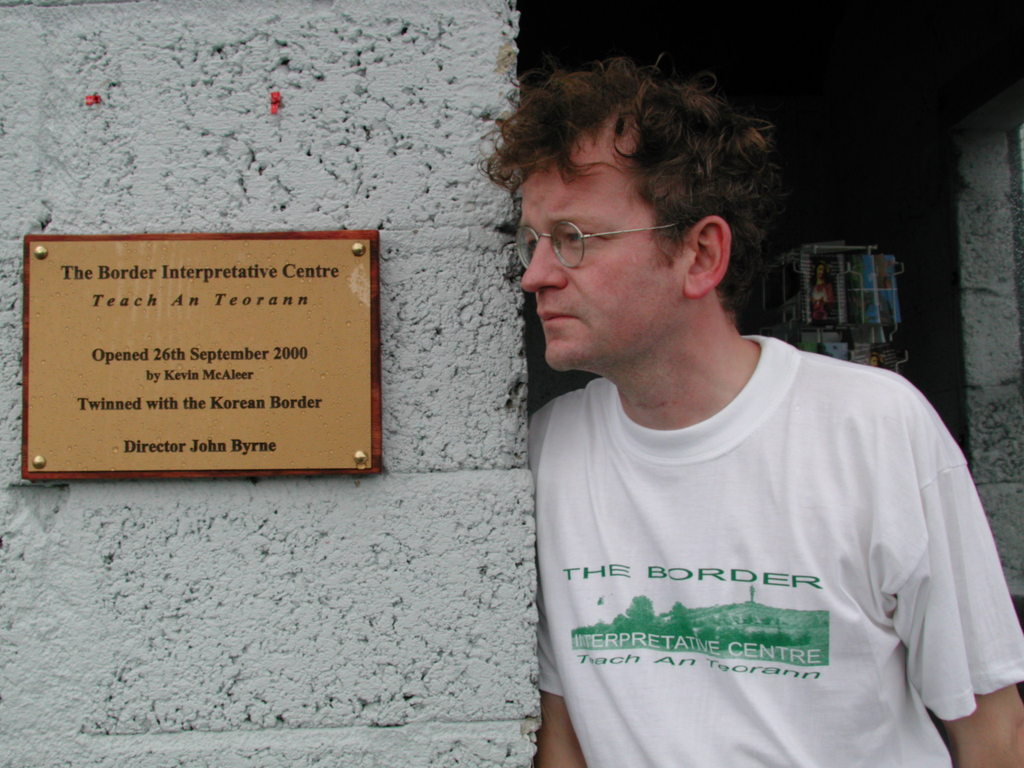 The Border Interpretative Centre
Teach An Teorann
Opened 26th September 2000
by Kevin McAleer
Twinned with the Korean Border
Director John Byrne
THE BORDER
INTERPRETATIVE CENTRE
Teach An Teorann